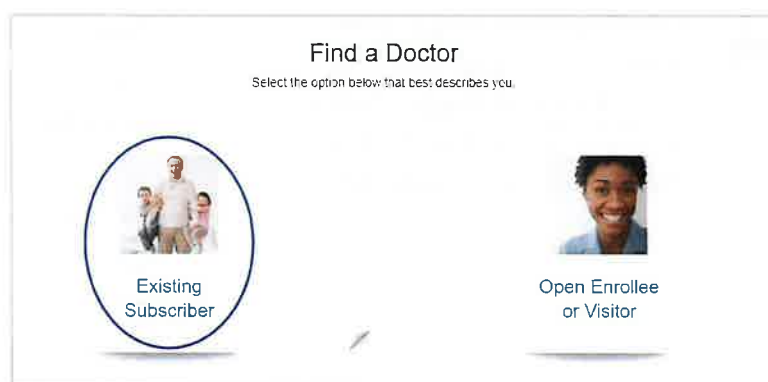 Find a Doctor
Select the option below that best describes you.
Existing
Subscriber
Open Enrollee
or Visitor